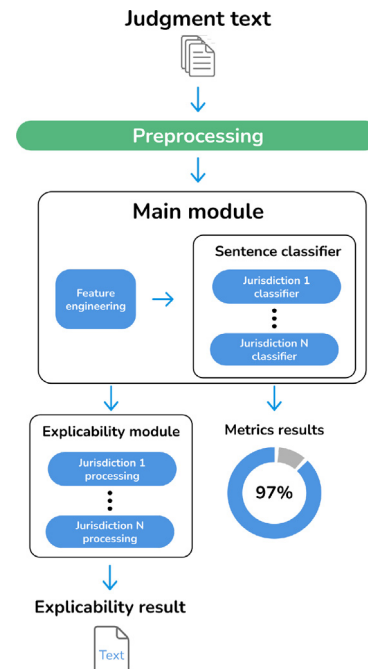 Judgment text
Preprocessing
Main module
Sentence classifier
Feature
engineering
Jurisdiction 1
classifier
Jurisdiction N
classifier
Explicability module
Jurisdiction 1
processing
Jurisdiction N
processing
Metrics results
97%
Explicability result
Text